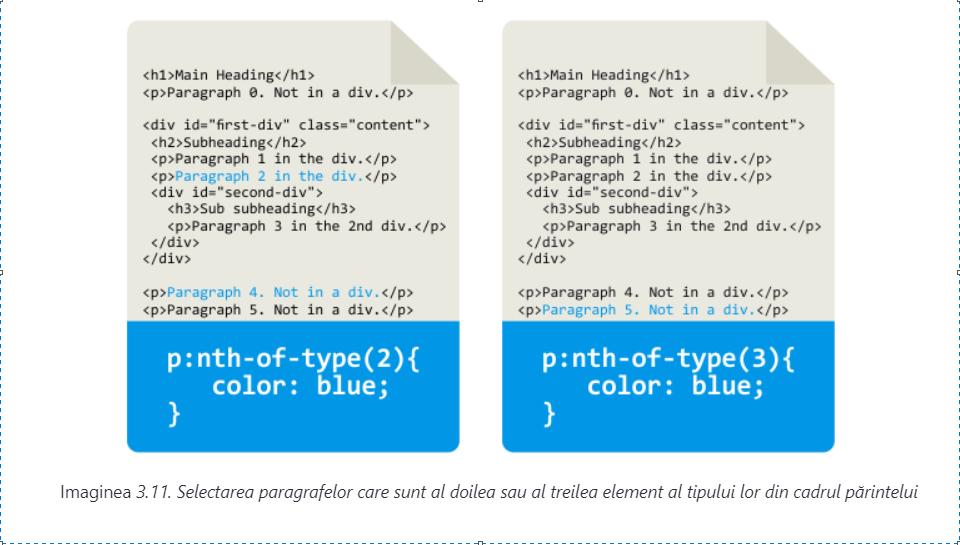 <h1>Main Heading</h1>
<p>Paragraph 0. Not in a div.</p>
<div id="first-div" class="content">
<h2>Subheading</h2>
<p>Paragraph 1 in the div.</p>
<p>Paragraph 2 in the div.</p>
<div id="second-div">
<h3>Sub subheading</h3>
<p>Paragraph 3 in the 2nd div.</p>
</div>
</div>
<p>Paragraph 4. Not in a div.</p>
<p>Paragraph 5. Not in a div.</p>
p:nth-of-type(2){
color: blue;
}
<h1>Main Heading</h1>
<p>Paragraph 0. Not in a div.</p>
<div id="first-div" class="content">
<h2>Subheading</h2>
<p>Paragraph 1 in the div.</p>
<p>Paragraph 2 in the div.</p>
<div id="second-div">
<h3>Sub subheading</h3>
<p>Paragraph 3 in the 2nd div.</p>
</div>
</div>
<p>Paragraph 4. Not in a div.</p>
<p>Paragraph 5. Not in a div.</p>
p:nth-of-type(3){
color: blue;
}
Imaginea 3.11. Selectarea paragrafelor care sunt al doilea sau al treilea element al tipului lor din cadrul părintelui